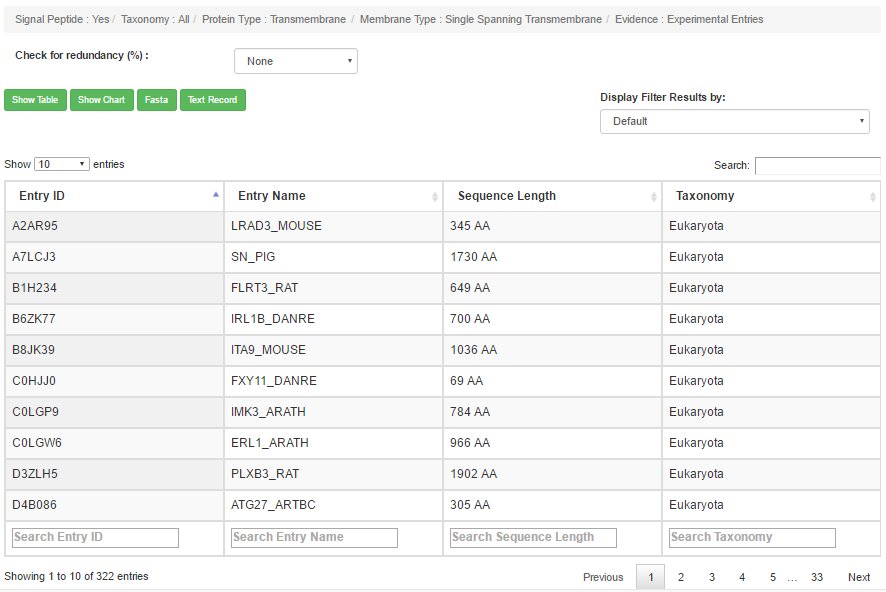 Signal Peptide : Yes / Taxonomy : All / Protein Type : Transmembrane / Membrane Type : Single Spanning Transmembrane / Evidence : Experimental Entries
Check for redundancy (%) : None
Show Table Show Chart Fasta Text Record
Display Filter Results by:
Default
Show 10 entries Search:
Entry ID Entry Name Sequence Length Taxonomy
A2AR95 LRAD3_MOUSE 345 AA Eukaryota
A7LCJ3 SN_PIG 1730 AA Eukaryota
B1H234 FLRT3_RAT 649 AA Eukaryota
B6ZK77 IRL1B_DANRE 700 AA Eukaryota
B8JK39 ITA9_MOUSE 1036 AA Eukaryota
C0HJJ0 FXY11_DANRE 69 AA Eukaryota
C0LGP9 IMK3_ARATH 784 AA Eukaryota
C0LGW6 ERL1_ARATH 966 AA Eukaryota
D3ZLH5 PLXB3_RAT 1902 AA Eukaryota
D4B086 ATG27_ARTBC 305 AA Eukaryota
Search Entry ID Search Entry Name Search Sequence Length Search Taxonomy
Showing 1 to 10 of 322 entries Previous 1 2 3 4 5 … 33 Next